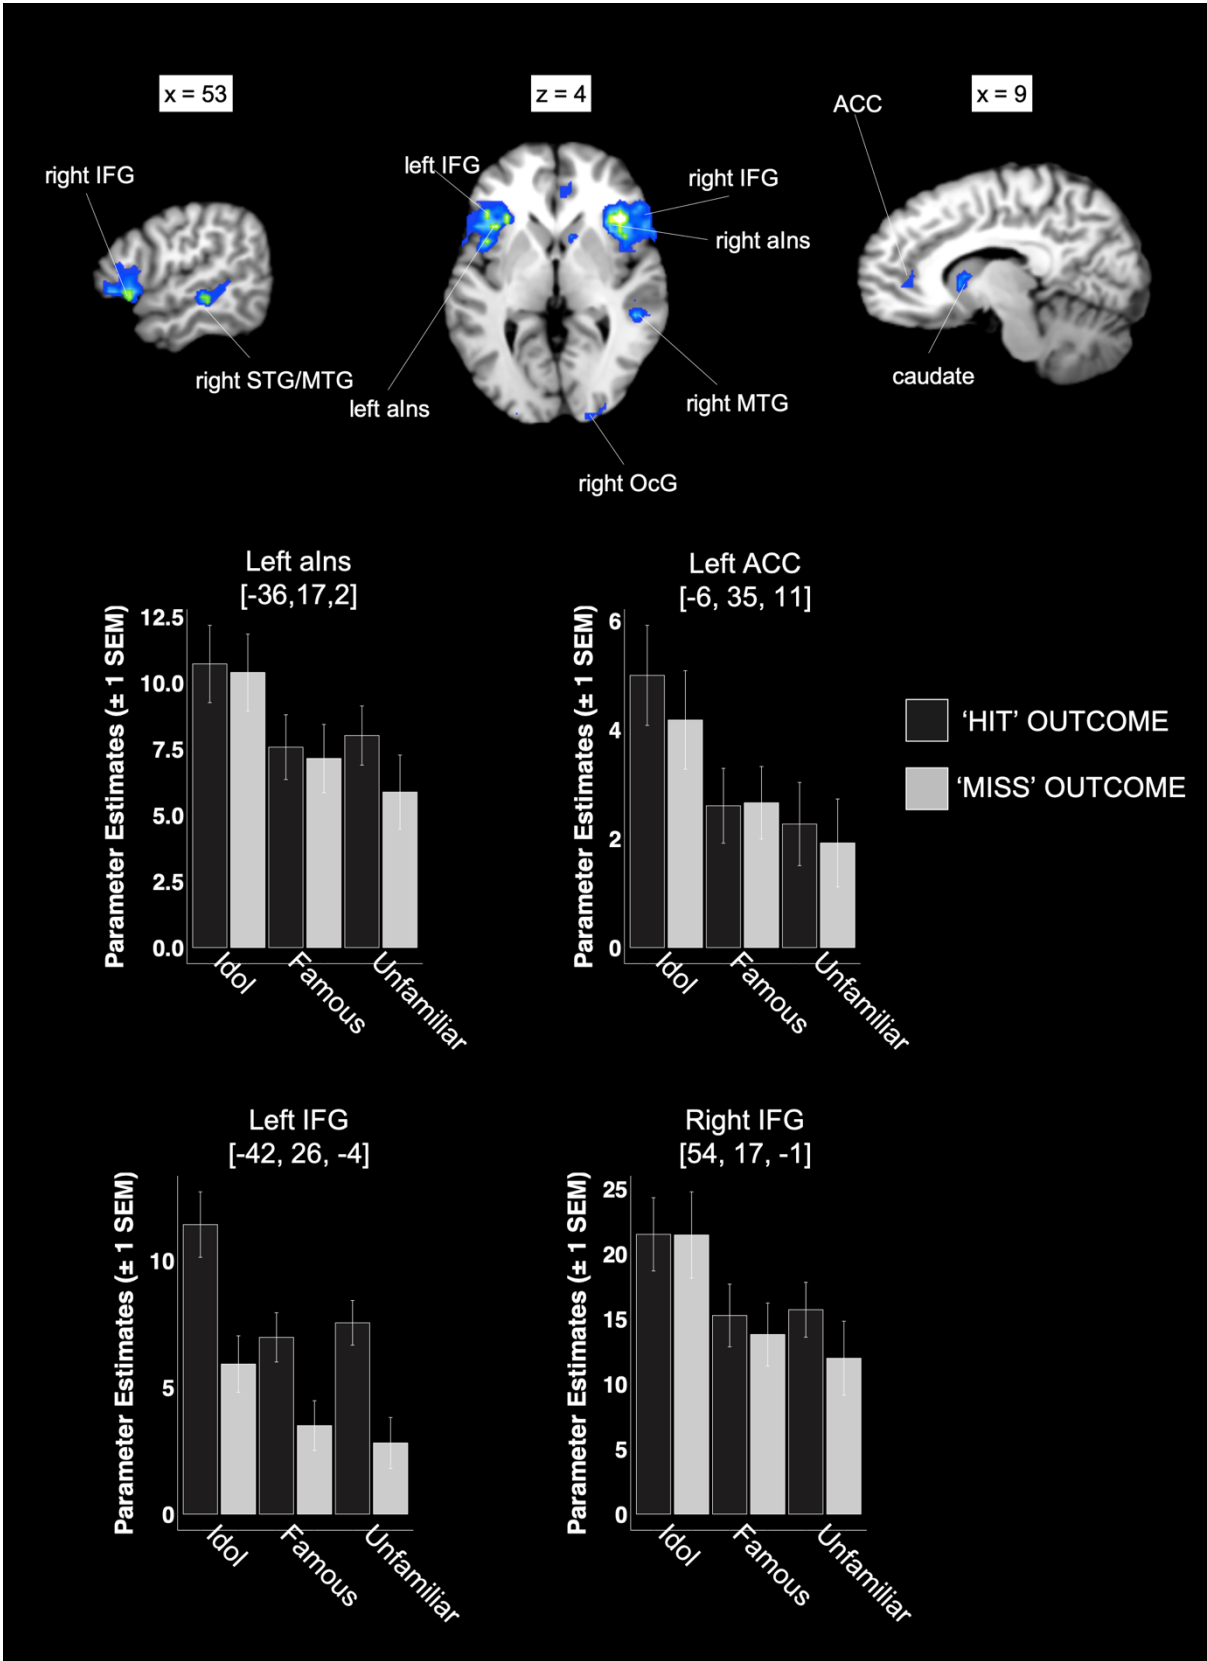 x = 53
z = 4
x = 9
ACC
left IFG
right IFG
right IFG
right aIns
right STG/MTG
left aIns
right MTG
caudate
right OcG
Left aIns
[-36,17,2]
Parameter Estimates (± 1 SEM)
12.5
10.0
7.5
5.0
2.5
0.0
Idol
Famous
Unfamiliar
Left ACC
[-6, 35, 11]
Parameter Estimates (± 1 SEM)
6
4
2
0
Idol
Famous
Unfamiliar
‘HIT’ OUTCOME
‘MISS’ OUTCOME
Left IFG
[-42, 26, -4]
Parameter Estimates (± 1 SEM)
10
5
0
Idol
Famous
Unfamiliar
Right IFG
[54, 17, -1]
Parameter Estimates (± 1 SEM)
25
20
15
10
5
0
Idol
Famous
Unfamiliar